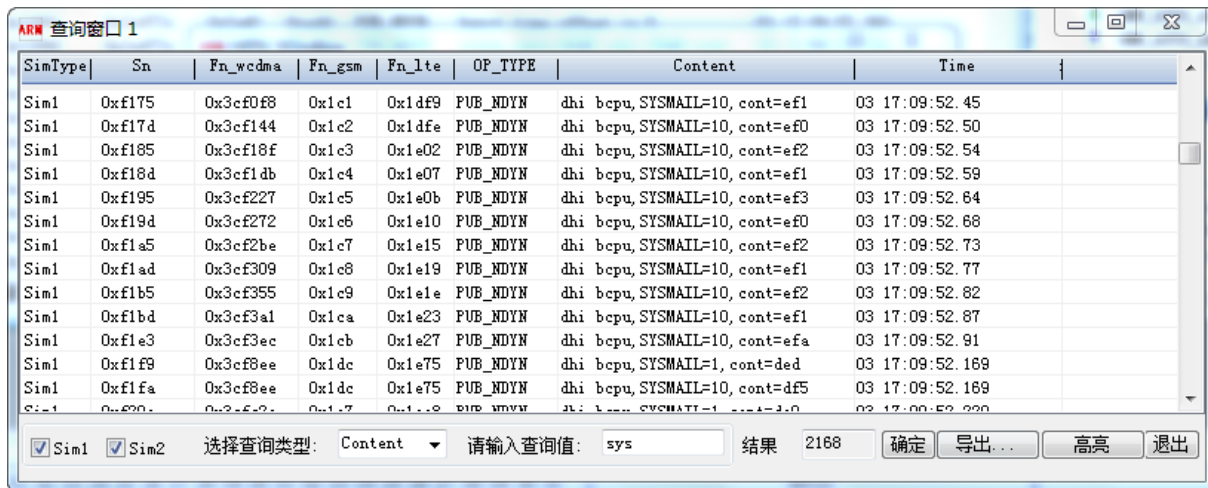 ARM 查询窗口 1
SimType Sn Fn_wcdma Fn_gsm Fn_lte OP_TYPE Content Time
Sim1 0xf175 0x3cf0f8 0x1c1 0x1df9 PUB_NDYN dhi bcpu, SYSMAIL=10, cont=ef1 03 17:09:52.45
Sim1 0xf17d 0x3cf144 0x1c2 0x1dfe PUB_NDYN dhi bcpu, SYSMAIL=10, cont=ef0 03 17:09:52.50
Sim1 0xf185 0x3cf18f 0x1c3 0x1e02 PUB_NDYN dhi bcpu, SYSMAIL=10, cont=ef2 03 17:09:52.54
Sim1 0xf18d 0x3cf1db 0x1c4 0x1e07 PUB_NDYN dhi bcpu, SYSMAIL=10, cont=ef1 03 17:09:52.59
Sim1 0xf195 0x3cf227 0x1c5 0x1e0b PUB_NDYN dhi bcpu, SYSMAIL=10, cont=ef3 03 17:09:52.64
Sim1 0xf19d 0x3cf272 0x1c6 0x1e10 PUB_NDYN dhi bcpu, SYSMAIL=10, cont=ef0 03 17:09:52.68
Sim1 0xf1a5 0x3cf2be 0x1c7 0x1e15 PUB_NDYN dhi bcpu, SYSMAIL=10, cont=ef2 03 17:09:52.73
Sim1 0xf1ad 0x3cf309 0x1c8 0x1e19 PUB_NDYN dhi bcpu, SYSMAIL=10, cont=ef1 03 17:09:52.77
Sim1 0xf1b5 0x3cf355 0x1c9 0x1e1e PUB_NDYN dhi bcpu, SYSMAIL=10, cont=ef2 03 17:09:52.82
Sim1 0xf1bd 0x3cf3a1 0x1ca 0x1e23 PUB_NDYN dhi bcpu, SYSMAIL=10, cont=ef1 03 17:09:52.87
Sim1 0xf1e3 0x3cf3ec 0x1cb 0x1e27 PUB_NDYN dhi bcpu, SYSMAIL=10, cont=efa 03 17:09:52.91
Sim1 0xf1f9 0x3cf8ee 0x1dc 0x1e75 PUB_NDYN dhi bcpu, SYSMAIL=1, cont=ded 03 17:09:52.169
Sim1 0xf1fa 0x3cf8ee 0x1dc 0x1e75 PUB_NDYN dhi bcpu, SYSMAIL=10, cont=df5 03 17:09:52.169
Sim1 Sim2 选择查询类型: Content 请输入查询值: sys 结果 2168 确定 导出... 高亮 退出